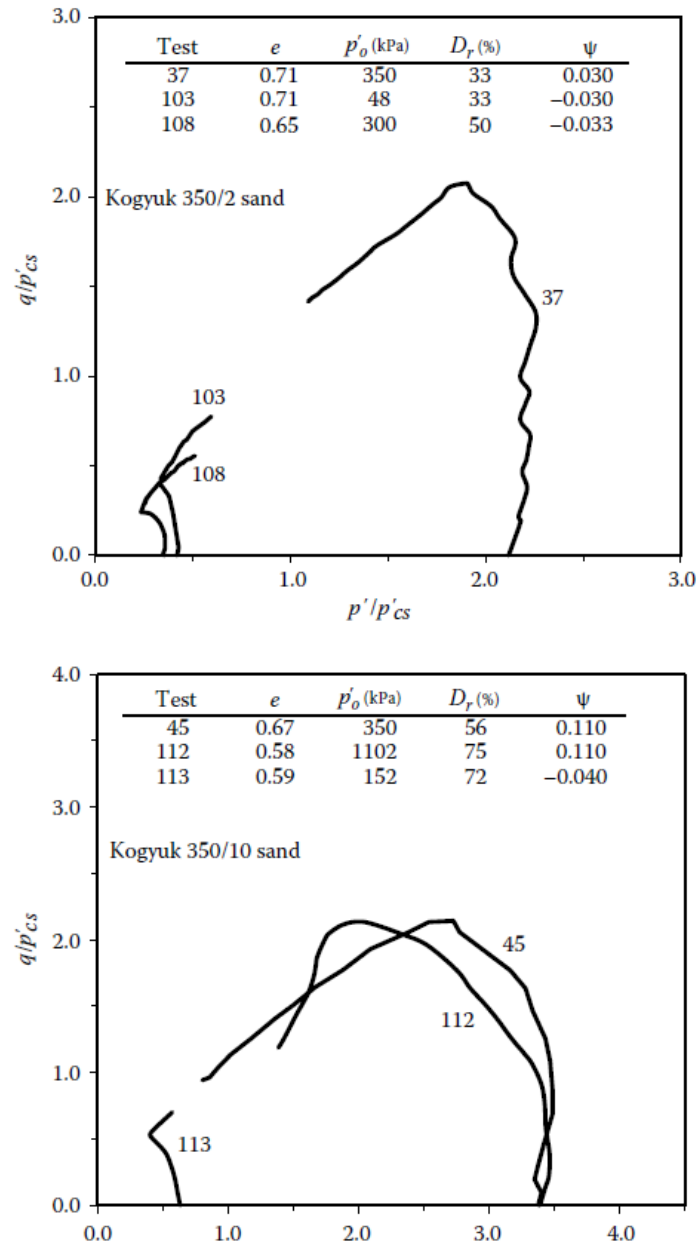 3.0
Test e p′o (kPa) Dr (%) ψ
37 0.71 350 33 0.030
103 0.71 48 33 –0.030
108 0.65 300 50 –0.033
2.0
Kogyuk 350/2 sand
q/p′cs
37
1.0
103
108
0.0
0.0 1.0 2.0 3.0
p′/p′cs
4.0
Test e p′o (kPa) Dr (%) ψ
45 0.67 350 56 0.110
112 0.58 1102 75 0.110
113 0.59 152 72 –0.040
3.0
Kogyuk 350/10 sand
q/p′cs
2.0
45
112
1.0
113
0.0
0.0 1.0 2.0 3.0 4.0